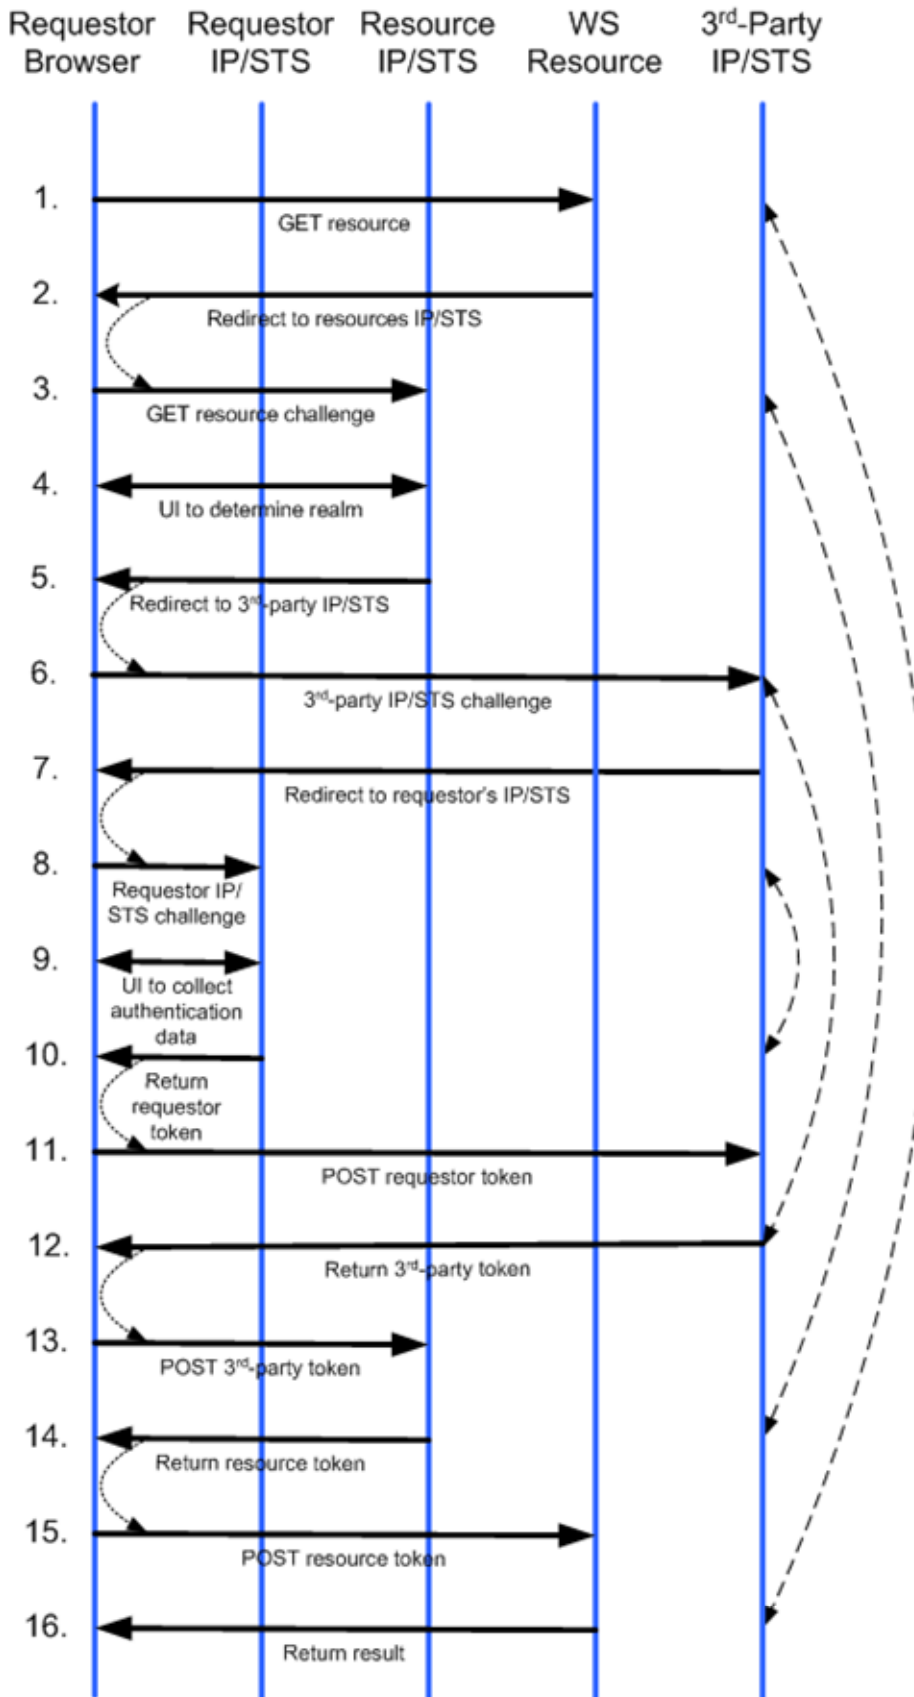 Requestor Browser
Requestor IP/STS
Resource IP/STS
WS Resource
3rd-Party IP/STS
1.
GET resource
2.
Redirect to resources IP/STS
3.
GET resource challenge
4.
UI to determine realm
5.
Redirect to 3rd-party IP/STS
6.
3rd-party IP/STS challenge
7.
Redirect to requestor's IP/STS
8.
Requestor IP/
STS challenge
9.
UI to collect
authentication
data
10.
Return
requestor
token
11.
POST requestor token
12.
Return 3rd-party token
13.
POST 3rd-party token
14.
Return resource token
15.
POST resource token
16.
Return result